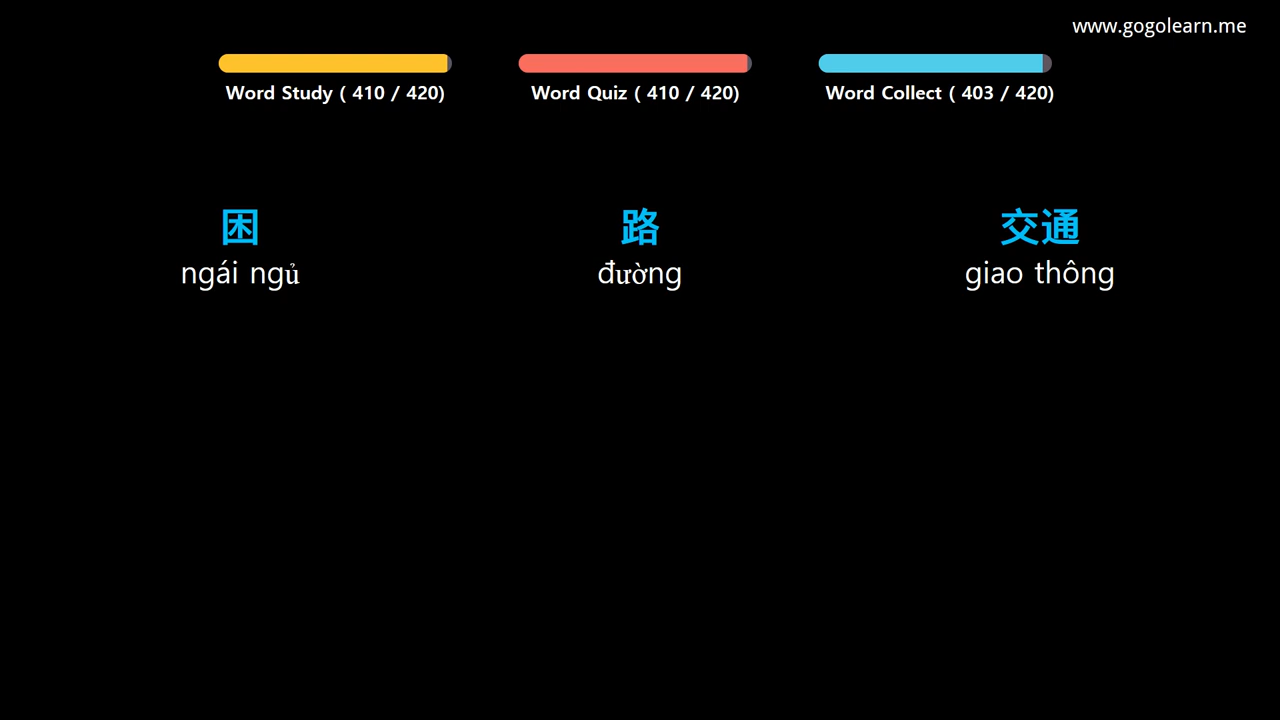 www.gogolearn.me
Word Study ( 410 / 420)
Word Quiz ( 410 / 420)
Word Collect ( 403 / 420)
困
路
交通
ngái ngủ
đường
giao thông